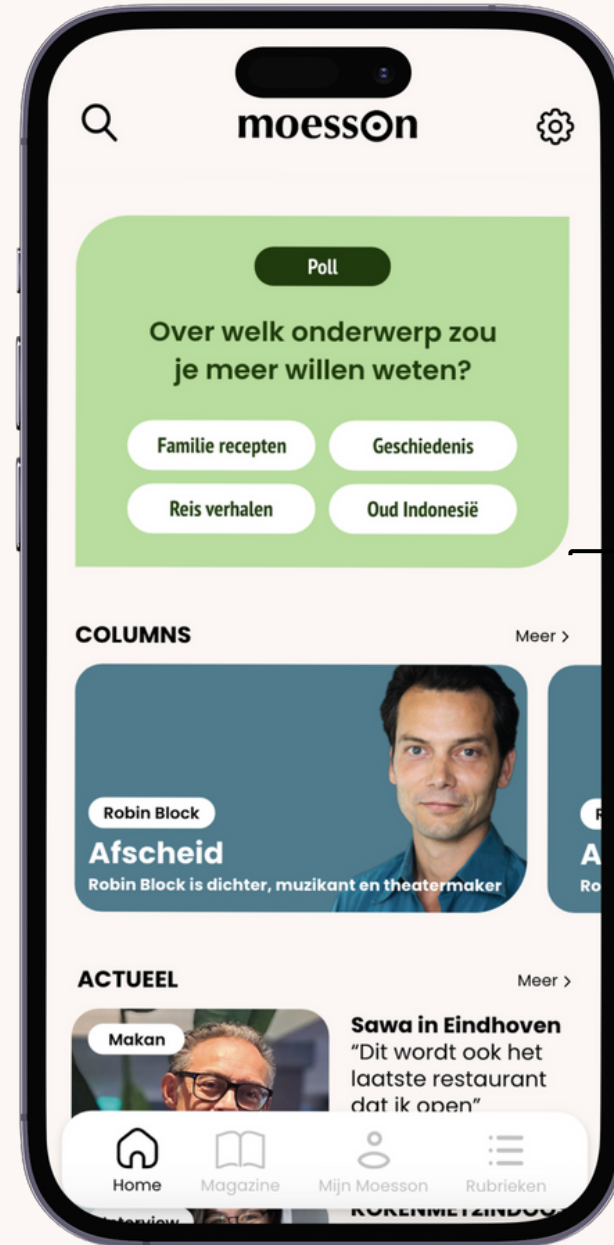 moesson
Poll
Over welk onderwerp zou
je meer willen weten?
Familie recepten
Geschiedenis
Reis verhalen
Oud Indonesië
COLUMNS
Meer >
Robin Block
Afscheid
Robin Block is dichter, muzikant en theatermaker
A
Ro
ACTUEEL
Meer >
Makan
Sawa in Eindhoven
“Dit wordt ook het
laatste restaurant
dat ik open”
Home
Magazine
Mijn Moesson
Rubrieken
Interview